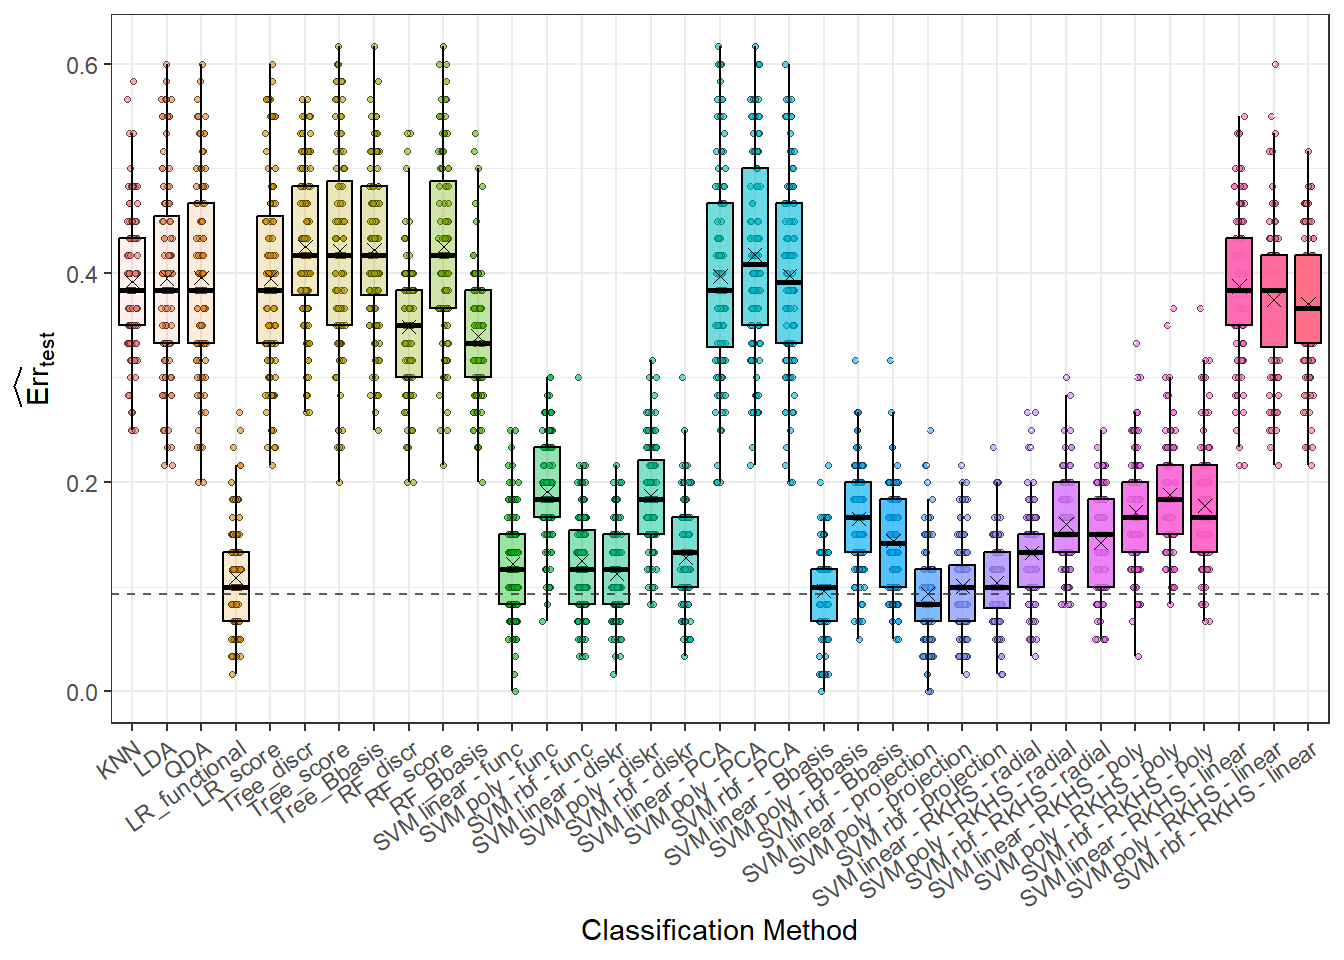 0.6
0.4
0.2
0.0
Err_test
KNN
LDA
QDA
LR_functional
LR_score
Tree_discr
Tree_score
Tree_Bbasis
RF_discr
RF_score
RF_Bbasis
SVM linear - func
SVM poly - func
SVM rbf - func
SVM linear - diskr
SVM poly - diskr
SVM rbf - diskr
SVM linear - PCA
SVM poly - PCA
SVM rbf - PCA
SVM linear - Bbasis
SVM poly - Bbasis
SVM rbf - Bbasis
SVM linear - projection
SVM poly - projection
SVM rbf - projection
SVM linear - RKHS - radial
SVM poly - RKHS - radial
SVM rbf - RKHS - radial
SVM linear - RKHS - poly
SVM poly - RKHS - poly
SVM rbf - RKHS - poly
SVM linear - RKHS - linear
SVM poly - RKHS - linear
SVM rbf - RKHS - linear
Classification Method